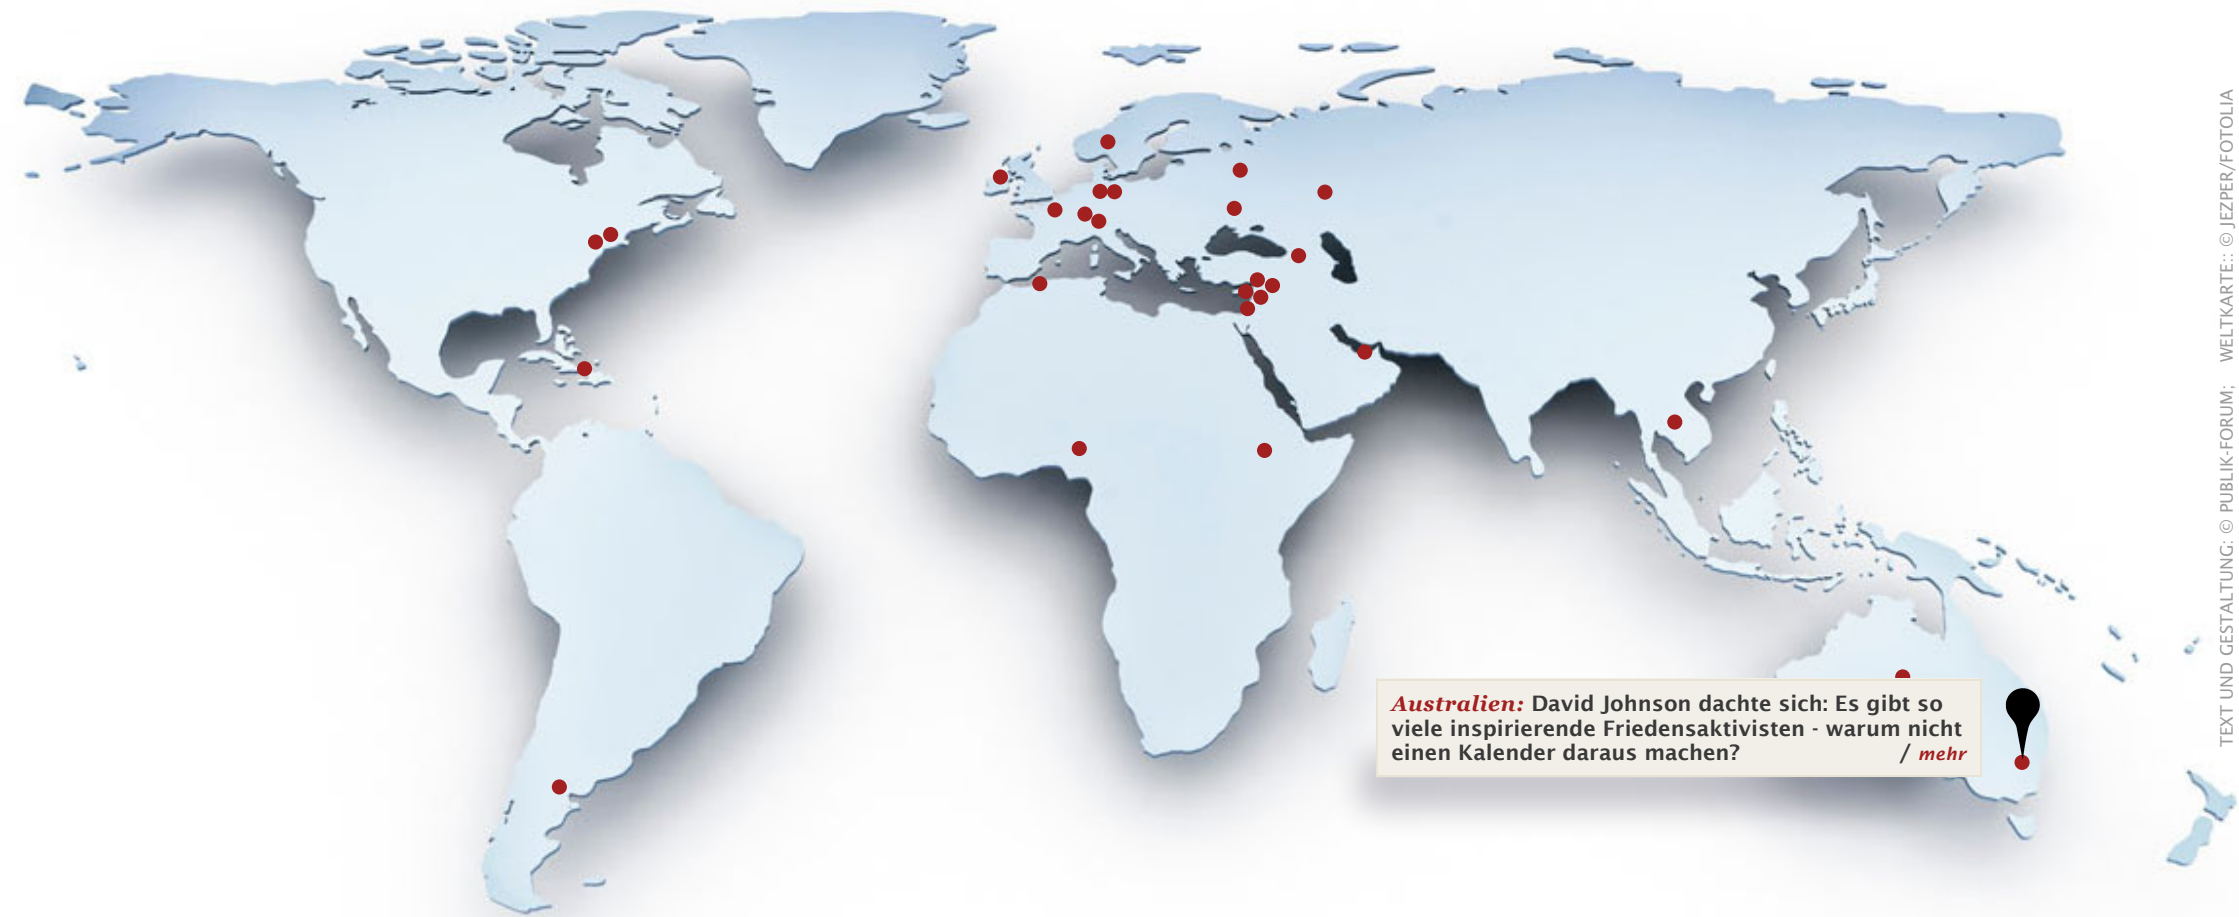 Australien: David Johnson dachte sich: Es gibt so
viele inspirierende Friedensaktivisten - warum nicht
einen Kalender daraus machen? / mehr
TEXT UND GESTALTUNG: © PUBLIK-FORUM; WELTKARTE:: © JEZPER/FOTOLIA